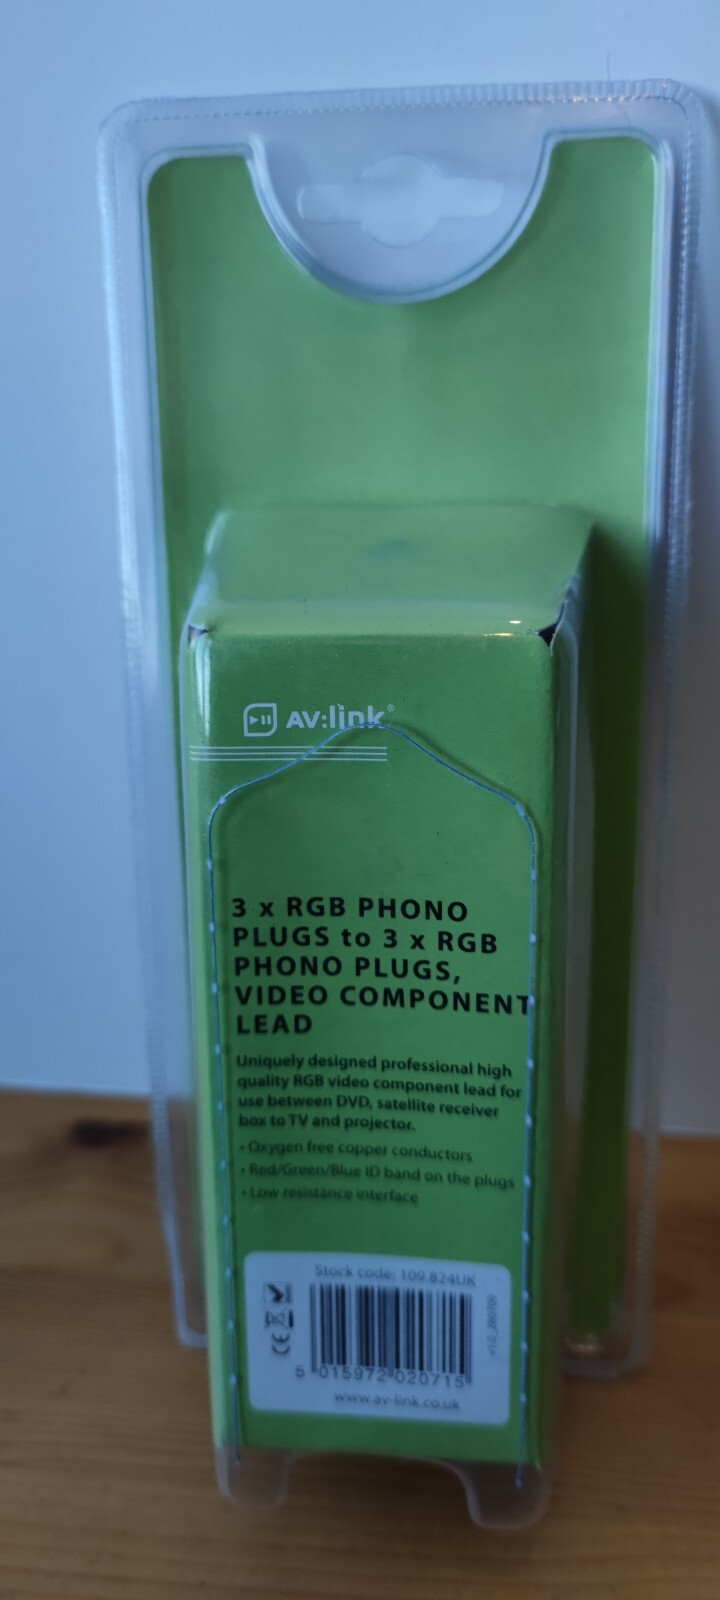 AV:link®
3 x RGB PHONO
PLUGS to 3 x RGB
PHONO PLUGS,
VIDEO COMPONENT
LEAD
Uniquely designed professional high
quality RGB video component lead for
use between DVD, satellite receiver
box to TV and projector.
• Oxygen free copper conductors
• Red/Green/Blue ID band on the plugs
• Low resistance interface
Stock code: 109.824UK
CE
v1.0_280709
5 015972 020715
www.av-link.co.uk